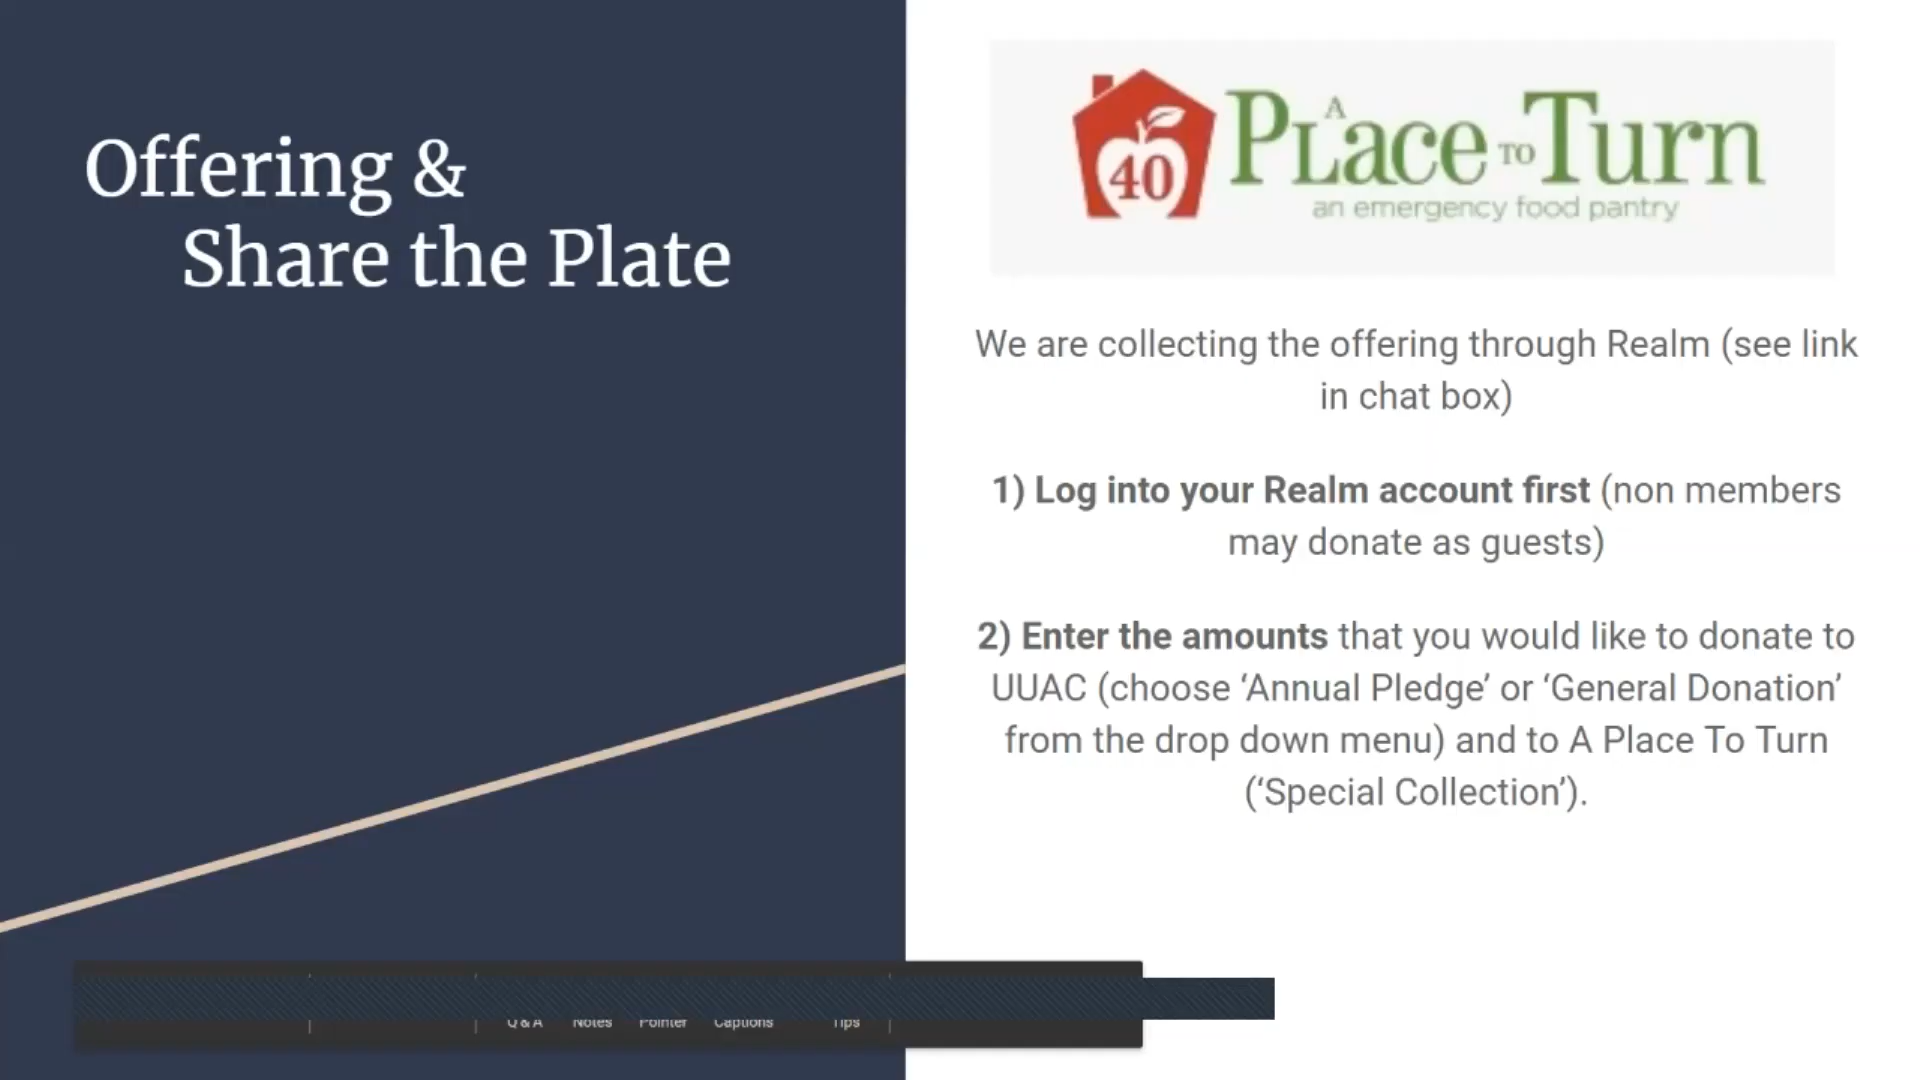 Offering &
Share the Plate
40
A PLace TO Turn
an emergency food pantry
We are collecting the offering through Realm (see link
in chat box)
1) Log into your Realm account first (non members
may donate as guests)
2) Enter the amounts that you would like to donate to
UUAC (choose ‘Annual Pledge’ or ‘General Donation’
from the drop down menu) and to A Place To Turn
(‘Special Collection’).
Q & A Notes Pointer Captions Tips